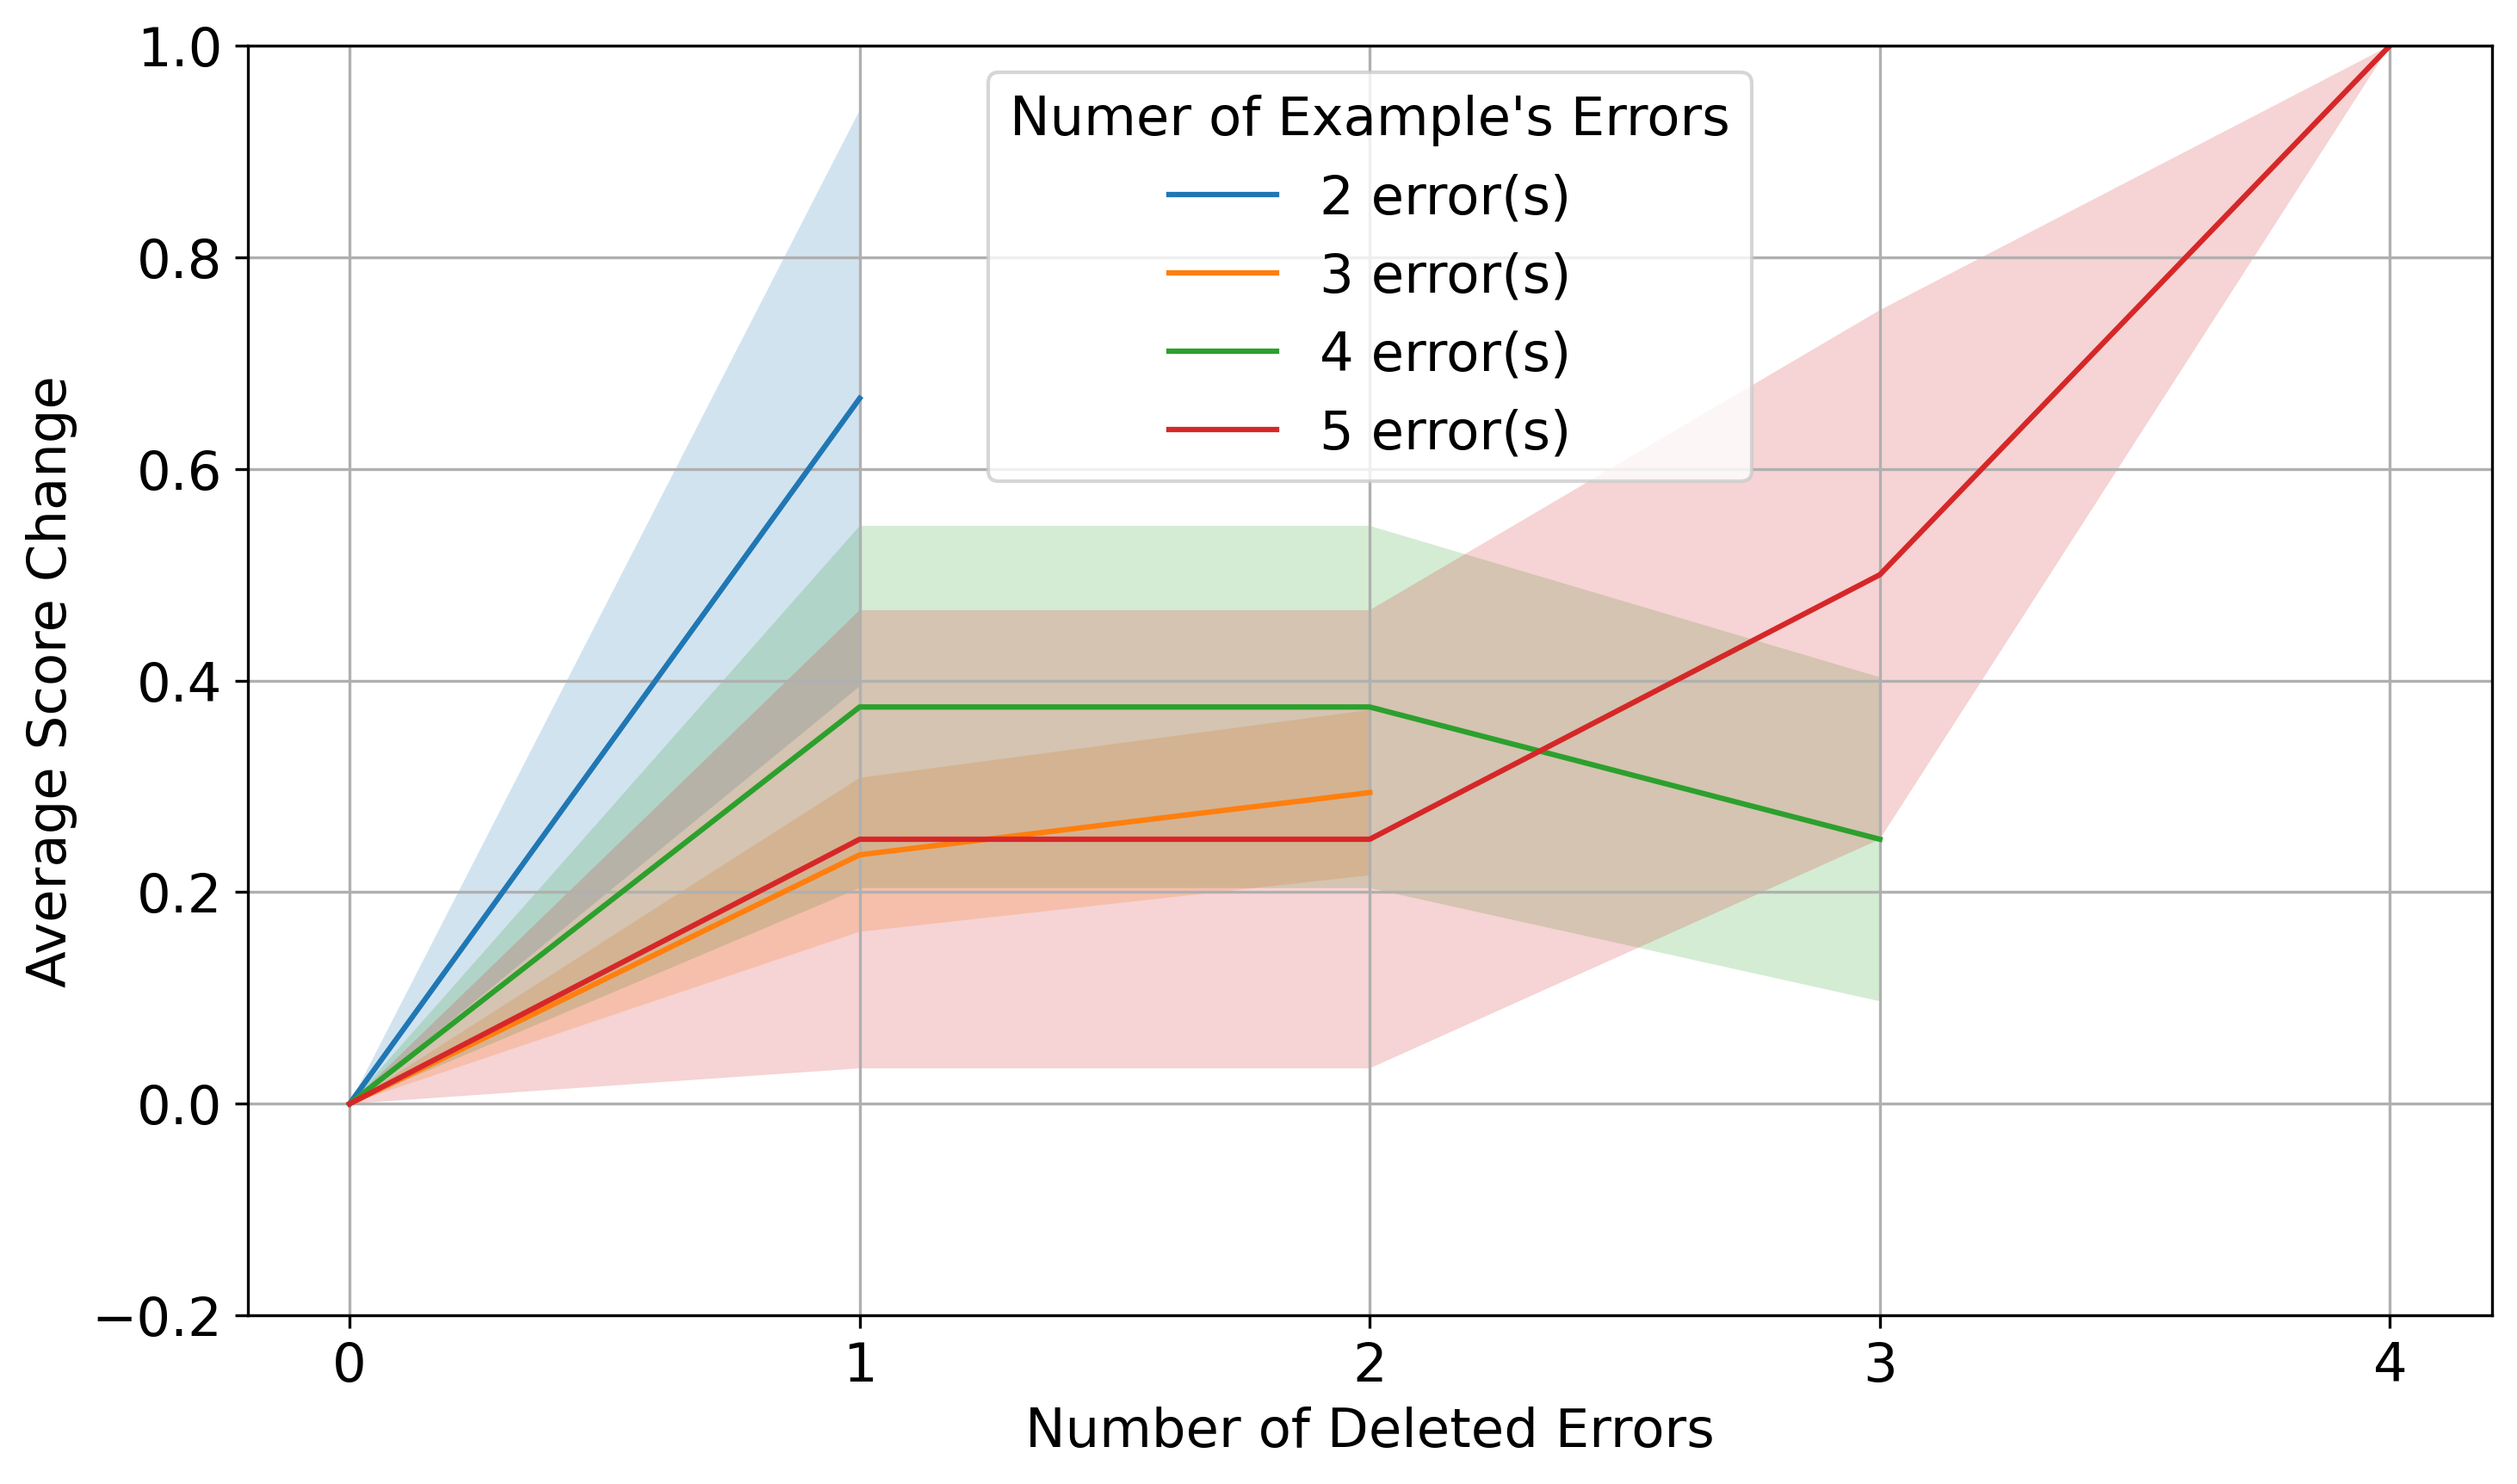 1.0
0.8
0.6
0.4
0.2
0.0
−0.2
Average Score Change
Numer of Example's Errors
2 error(s)
3 error(s)
4 error(s)
5 error(s)
0 1 2 3 4
Number of Deleted Errors